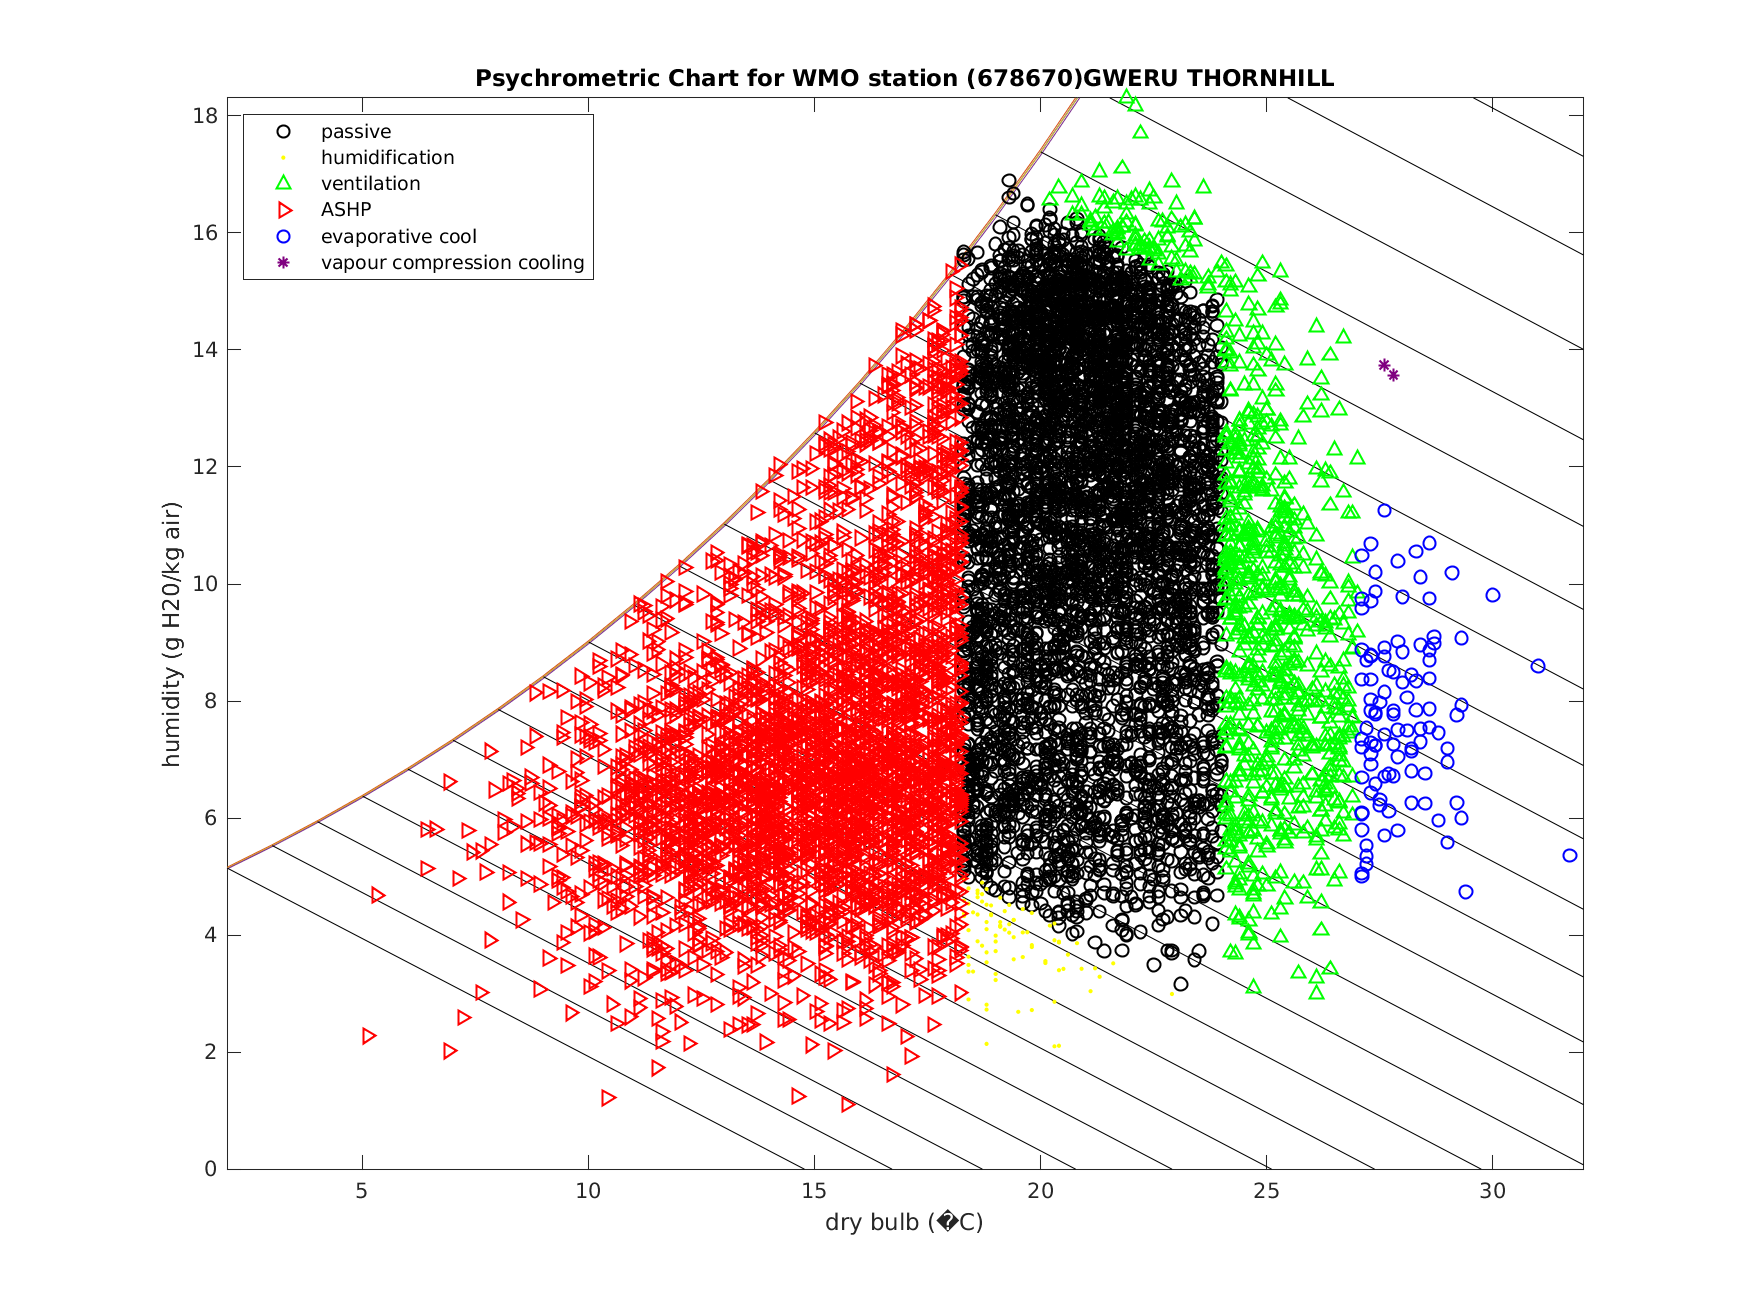 Psychrometric Chart for WMO station (678670)GWERU THORNHILL
passive
humidification
ventilation
ASHP
evaporative cool
vapour compression cooling
humidity (g H20/kg air)
18
16
14
12
10
8
6
4
2
0
5
10
15
20
25
30
dry bulb (�C)